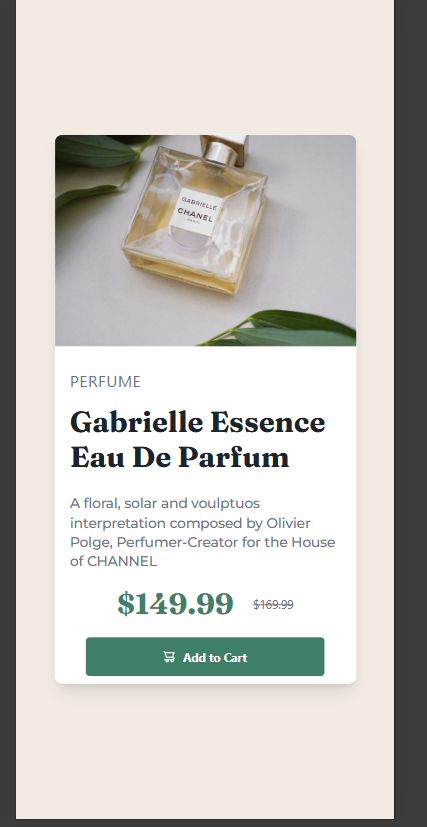 GABRIELLE
CHANEL
PARIS
PERFUME
Gabrielle Essence
Eau De Parfum
A floral, solar and voulptuos
interpretation composed by Olivier
Polge, Perfumer-Creator for the House
of CHANNEL
$149.99 $169.99
Add to Cart